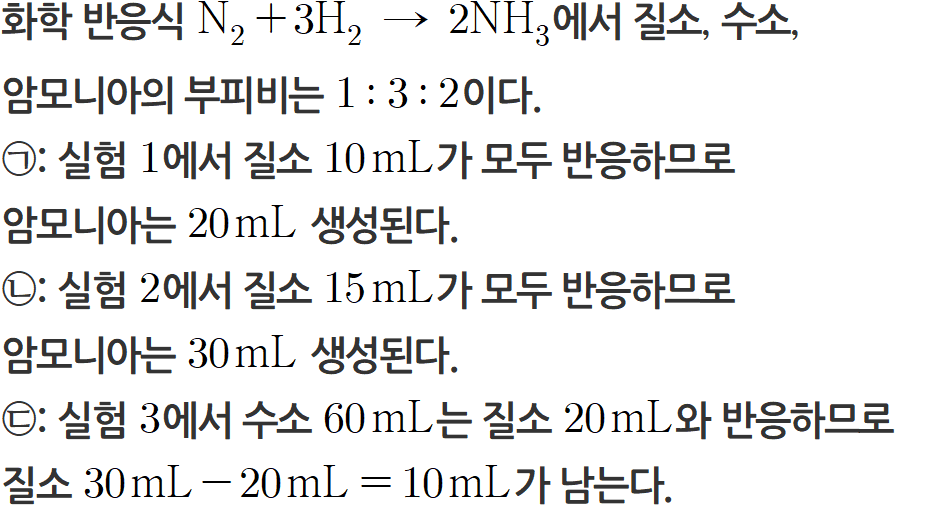 화학 반응식 N₂+3H₂ → 2NH₃에서 질소, 수소,
암모니아의 부피비는 1 : 3 : 2이다.
㉠: 실험 1에서 질소 10 mL가 모두 반응하므로
암모니아는 20 mL 생성된다.
㉡: 실험 2에서 질소 15 mL가 모두 반응하므로
암모니아는 30 mL 생성된다.
㉢: 실험 3에서 수소 60 mL는 질소 20 mL와 반응하므로
질소 30 mL − 20 mL = 10 mL가 남는다.